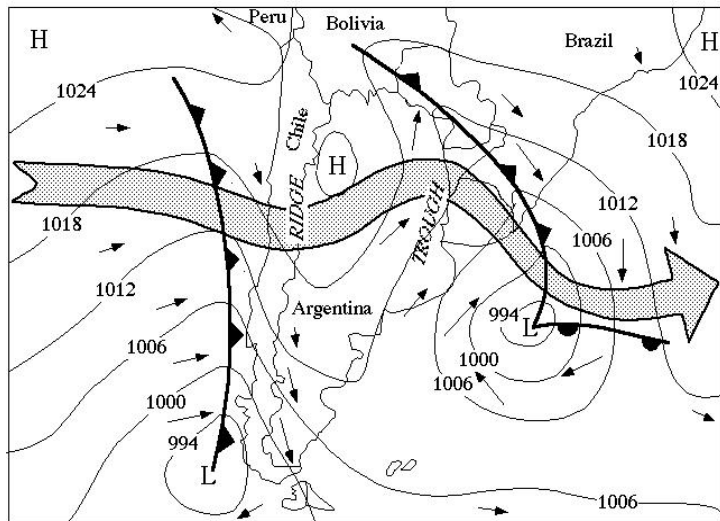 Peru
Bolivia
Brazil
H
H
1024
1024
Chile
1018
H
RIDGE
TROUGH
1012
1018
1006
1012
Argentina
994
L
1006
1000
1006
1000
994
L
1006